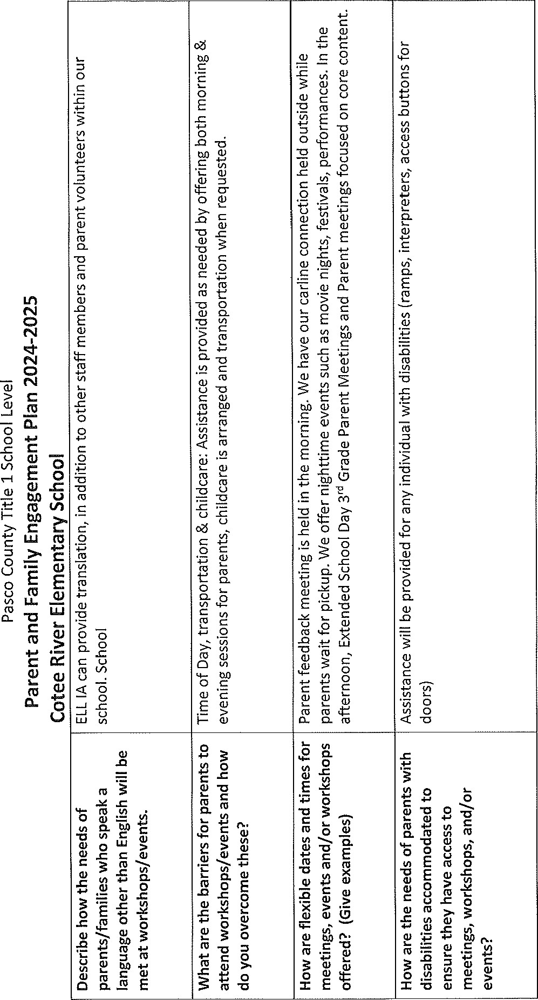 Pasco County Title 1 School Level
Parent and Family Engagement Plan 2024-2025
Cotee River Elementary School
Describe how the needs of
parents/families who speak a
language other than English will be
met at workshops/events.
ELL IA can provide translation, in addition to other staff members and parent volunteers within our
school. School
What are the barriers for parents to
attend workshops/events and how
do you overcome these?
Time of Day, transportation & childcare: Assistance is provided as needed by offering both morning &
evening sessions for parents, childcare is arranged and transportation when requested.
How are flexible dates and times for
meetings, events and/or workshops
offered? (Give examples)
Parent feedback meeting is held in the morning. We have our carline connection held outside while
parents wait for pickup. We offer nighttime events such as movie nights, festivals, performances. In the
afternoon, Extended School Day 3rd Grade Parent Meetings and Parent meetings focused on core content.
How are the needs of parents with
disabilities accommodated to
ensure they have access to
meetings, workshops, and/or
events?
Assistance will be provided for any individual with disabilities (ramps, interpreters, access buttons for
doors)